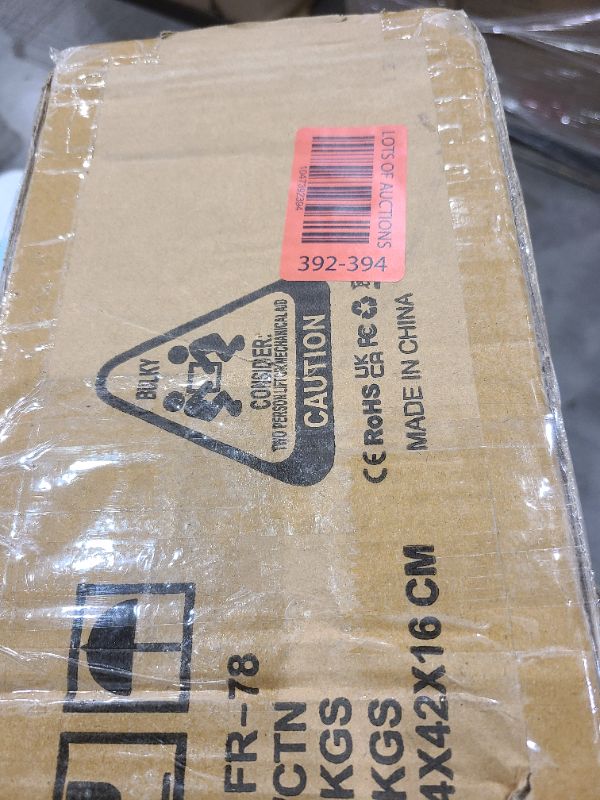 LOTS OF AUCTIONS
104792394
392-394
BULKY
CONSIDER:
TWO PERSON LIFT OR MECHANICAL AID
CAUTION
CE RoHS UK CA FC
MADE IN CHINA
FR-78
/CTN
KGS
KGS
4X42X16 CM